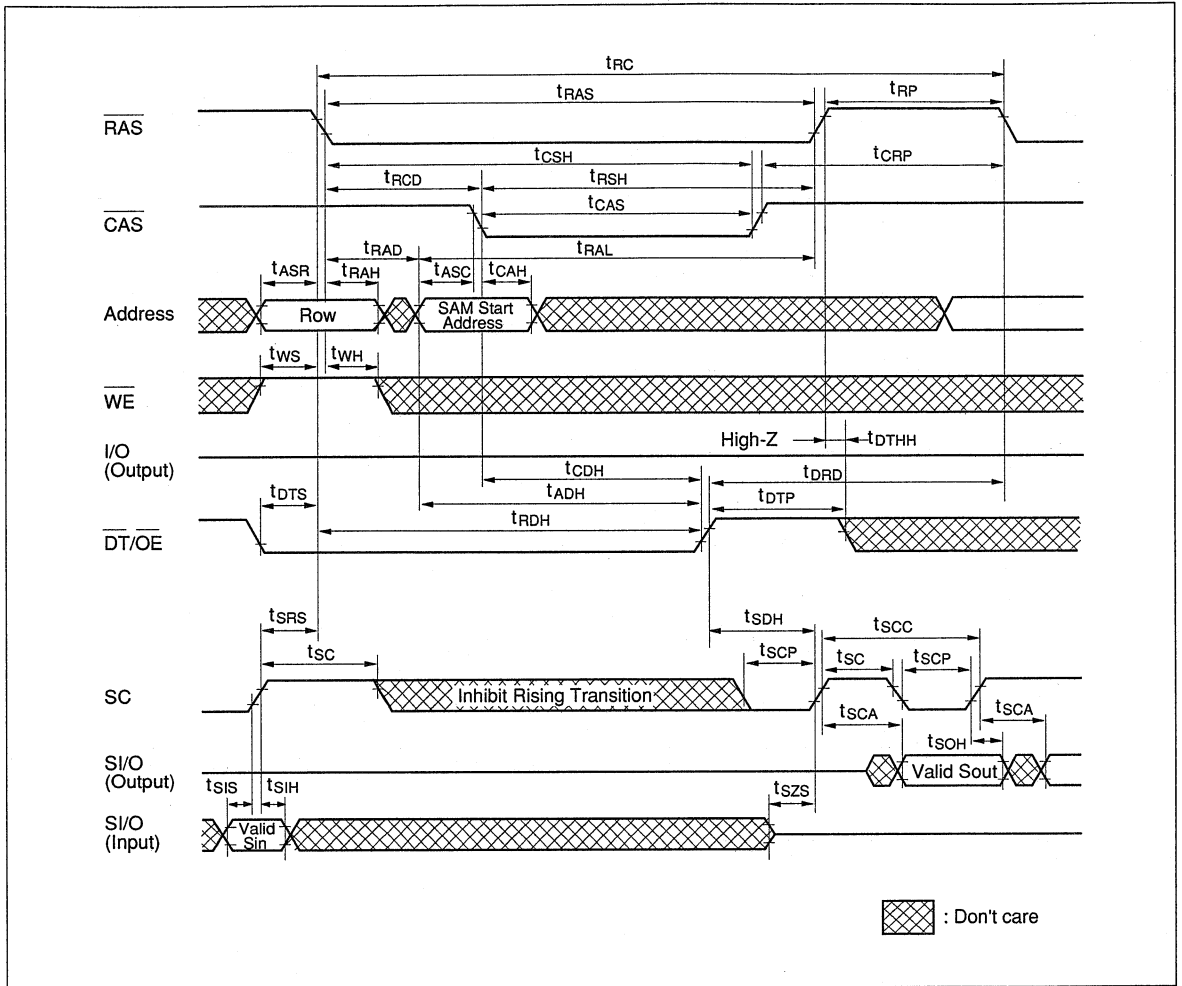 tRC
tRAS
tRP
RAS
tCSH
tCRP
tRCD
tRSH
CAS
tCAS
tRAD
tRAL
tASR
tRAH
tASC
tCAH
Address
Row
SAM Start
Address
tWS
tWH
WE
High-Z
tDTHH
I/O
(Output)
tCDH
tDRD
tDTS
tADH
tDTP
tRDH
DT/OE
tSRS
tSDH
tSCC
tSC
tSCP
tSC
tSCP
SC
Inhibit Rising Transition
tSCA
tSCA
tSOH
SI/O
(Output)
Valid Sout
tSIS
tSIH
tSZS
SI/O
(Input)
Valid
Sin
: Don't care